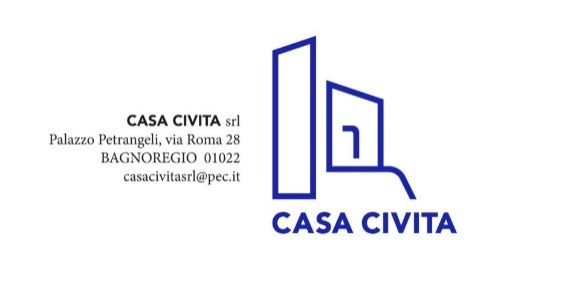 CASA CIVITA srl
Palazzo Petrangeli, via Roma 28
BAGNOREGIO 01022
casacivitasrl@pec.it
CASA CIVITA